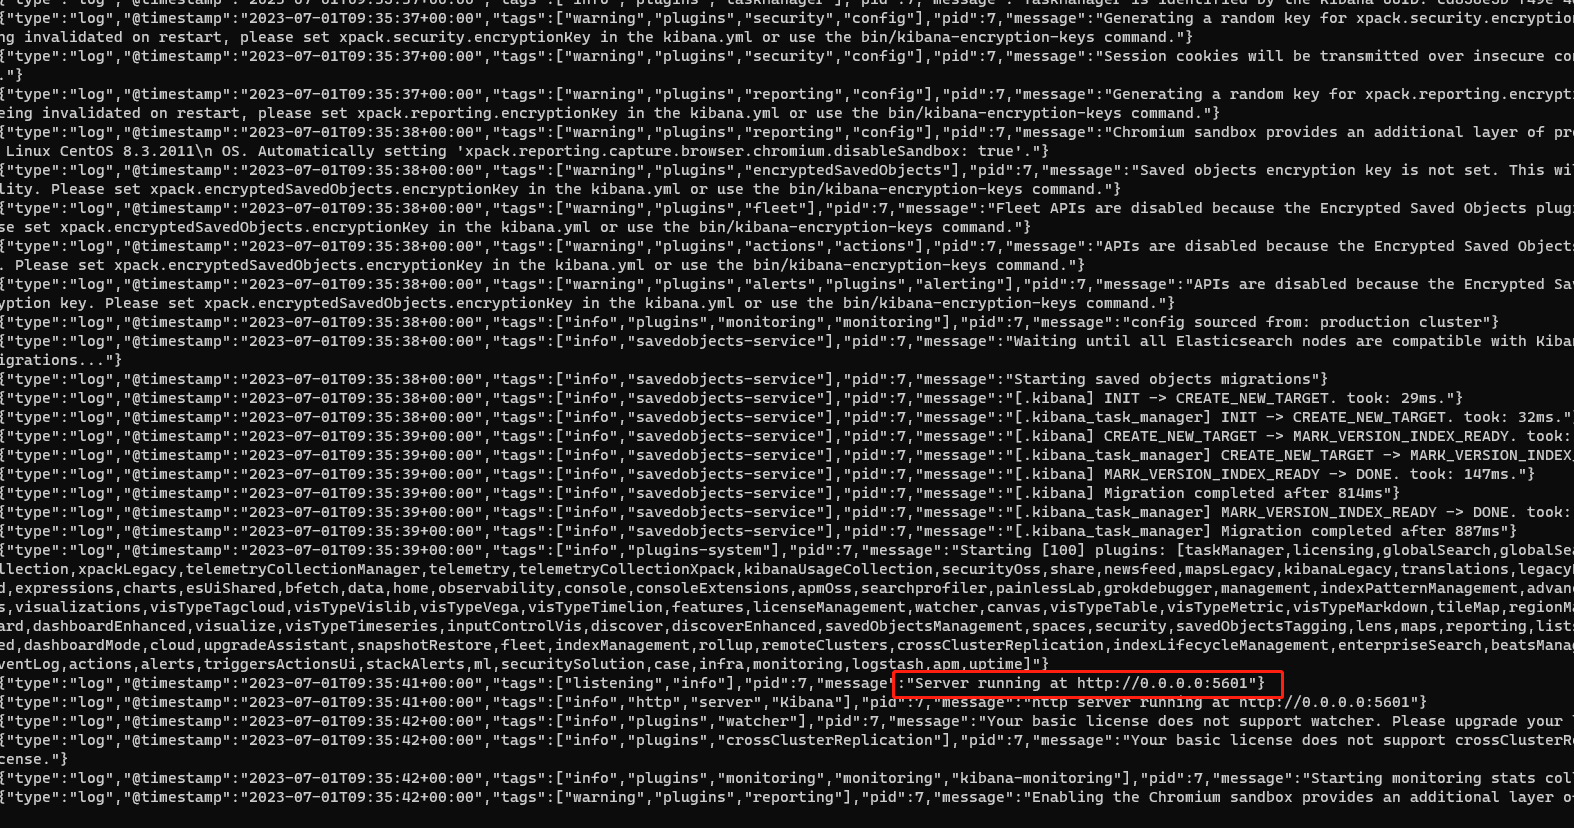 {"type":"log","@timestamp":"2023-07-01T09:35:37+00:00","tags":["info","plugins","taskManager"],"pid":7,"message":"TaskManager is identified by the Kibana UUID:
{"type":"log","@timestamp":"2023-07-01T09:35:37+00:00","tags":["warning","plugins","security","config"],"pid":7,"message":"Generating a random key for xpack.security.encryption
ng invalidated on restart, please set xpack.security.encryptionKey in the kibana.yml or use the bin/kibana-encryption-keys command."}
{"type":"log","@timestamp":"2023-07-01T09:35:37+00:00","tags":["warning","plugins","security","config"],"pid":7,"message":"Session cookies will be transmitted over insecure co
."}
{"type":"log","@timestamp":"2023-07-01T09:35:37+00:00","tags":["warning","plugins","reporting","config"],"pid":7,"message":"Generating a random key for xpack.reporting.encrypti
eing invalidated on restart, please set xpack.reporting.encryptionKey in the kibana.yml or use the bin/kibana-encryption-keys command."}
{"type":"log","@timestamp":"2023-07-01T09:35:38+00:00","tags":["warning","plugins","reporting","config"],"pid":7,"message":"Chromium sandbox provides an additional layer of pro
 Linux CentOS 8.3.2011\n OS. Automatically setting 'xpack.reporting.capture.browser.chromium.disableSandbox: true'."}
{"type":"log","@timestamp":"2023-07-01T09:35:38+00:00","tags":["warning","plugins","encryptedSavedObjects"],"pid":7,"message":"Saved objects encryption key is not set. This wil
lity. Please set xpack.encryptedSavedObjects.encryptionKey in the kibana.yml or use the bin/kibana-encryption-keys command."}
{"type":"log","@timestamp":"2023-07-01T09:35:38+00:00","tags":["warning","plugins","fleet"],"pid":7,"message":"Fleet APIs are disabled because the Encrypted Saved Objects plugi
se set xpack.encryptedSavedObjects.encryptionKey in the kibana.yml or use the bin/kibana-encryption-keys command."}
{"type":"log","@timestamp":"2023-07-01T09:35:38+00:00","tags":["warning","plugins","actions","actions"],"pid":7,"message":"APIs are disabled because the Encrypted Saved Objects
. Please set xpack.encryptedSavedObjects.encryptionKey in the kibana.yml or use the bin/kibana-encryption-keys command."}
{"type":"log","@timestamp":"2023-07-01T09:35:38+00:00","tags":["warning","plugins","alerts","plugins","alerting"],"pid":7,"message":"APIs are disabled because the Encrypted Sav
yption key. Please set xpack.encryptedSavedObjects.encryptionKey in the kibana.yml or use the bin/kibana-encryption-keys command."}
{"type":"log","@timestamp":"2023-07-01T09:35:38+00:00","tags":["info","plugins","monitoring","monitoring"],"pid":7,"message":"config sourced from: production cluster"}
{"type":"log","@timestamp":"2023-07-01T09:35:38+00:00","tags":["info","savedobjects-service"],"pid":7,"message":"Waiting until all Elasticsearch nodes are compatible with Kiba
igrations..."}
{"type":"log","@timestamp":"2023-07-01T09:35:38+00:00","tags":["info","savedobjects-service"],"pid":7,"message":"Starting saved objects migrations"}
{"type":"log","@timestamp":"2023-07-01T09:35:38+00:00","tags":["info","savedobjects-service"],"pid":7,"message":"[.kibana] INIT -> CREATE_NEW_TARGET. took: 29ms."}
{"type":"log","@timestamp":"2023-07-01T09:35:38+00:00","tags":["info","savedobjects-service"],"pid":7,"message":"[.kibana_task_manager] INIT -> CREATE_NEW_TARGET. took: 32ms."}
{"type":"log","@timestamp":"2023-07-01T09:35:39+00:00","tags":["info","savedobjects-service"],"pid":7,"message":"[.kibana] CREATE_NEW_TARGET -> MARK_VERSION_INDEX_READY. took:
{"type":"log","@timestamp":"2023-07-01T09:35:39+00:00","tags":["info","savedobjects-service"],"pid":7,"message":"[.kibana_task_manager] CREATE_NEW_TARGET -> MARK_VERSION_INDEX_
{"type":"log","@timestamp":"2023-07-01T09:35:39+00:00","tags":["info","savedobjects-service"],"pid":7,"message":"[.kibana] MARK_VERSION_INDEX_READY -> DONE. took: 147ms."}
{"type":"log","@timestamp":"2023-07-01T09:35:39+00:00","tags":["info","savedobjects-service"],"pid":7,"message":"[.kibana] Migration completed after 814ms"}
{"type":"log","@timestamp":"2023-07-01T09:35:39+00:00","tags":["info","savedobjects-service"],"pid":7,"message":"[.kibana_task_manager] MARK_VERSION_INDEX_READY -> DONE. took:
{"type":"log","@timestamp":"2023-07-01T09:35:39+00:00","tags":["info","savedobjects-service"],"pid":7,"message":"[.kibana_task_manager] Migration completed after 887ms"}
{"type":"log","@timestamp":"2023-07-01T09:35:39+00:00","tags":["info","plugins-system"],"pid":7,"message":"Starting [100] plugins: [taskManager,licensing,globalSearch,globalSea
llection,xpackLegacy,telemetryCollectionManager,telemetry,telemetryCollectionXpack,kibanaUsageCollection,securityOss,share,newsfeed,mapsLegacy,kibanaLegacy,translations,legacy
d,expressions,charts,esUiShared,bfetch,data,home,observability,console,consoleExtensions,apmOss,searchprofiler,painlessLab,grokdebugger,management,indexPatternManagement,advanc
s,visualizations,visTypeTagcloud,visTypeVislib,visTypeVega,visTypeTimelion,features,licenseManagement,watcher,canvas,visTypeTable,visTypeMetric,visTypeMarkdown,tileMap,regionMa
ard,dashboardEnhanced,visualize,visTypeTimeseries,inputControlVis,discover,discoverEnhanced,savedObjectsManagement,spaces,security,savedObjectsTagging,lens,maps,reporting,lists
ed,dashboardMode,cloud,upgradeAssistant,snapshotRestore,fleet,indexManagement,rollup,remoteClusters,crossClusterReplication,indexLifecycleManagement,enterpriseSearch,beatsManag
ventLog,actions,alerts,triggersActionsUi,stackAlerts,ml,securitySolution,case,infra,monitoring,logstash,apm,uptime]"}
{"type":"log","@timestamp":"2023-07-01T09:35:41+00:00","tags":["listening","info"],"pid":7,"message":"Server running at http://0.0.0.0:5601"}
{"type":"log","@timestamp":"2023-07-01T09:35:41+00:00","tags":["info","http","server","Kibana"],"pid":7,"message":"http server running at http://0.0.0.0:5601"}
{"type":"log","@timestamp":"2023-07-01T09:35:42+00:00","tags":["info","plugins","watcher"],"pid":7,"message":"Your basic license does not support watcher. Please upgrade your l
{"type":"log","@timestamp":"2023-07-01T09:35:42+00:00","tags":["info","plugins","crossClusterReplication"],"pid":7,"message":"Your basic license does not support crossClusterRe
cense."}
{"type":"log","@timestamp":"2023-07-01T09:35:42+00:00","tags":["info","plugins","monitoring","monitoring","kibana-monitoring"],"pid":7,"message":"Starting monitoring stats coll
{"type":"log","@timestamp":"2023-07-01T09:35:42+00:00","tags":["warning","plugins","reporting"],"pid":7,"message":"Enabling the Chromium sandbox provides an additional layer o